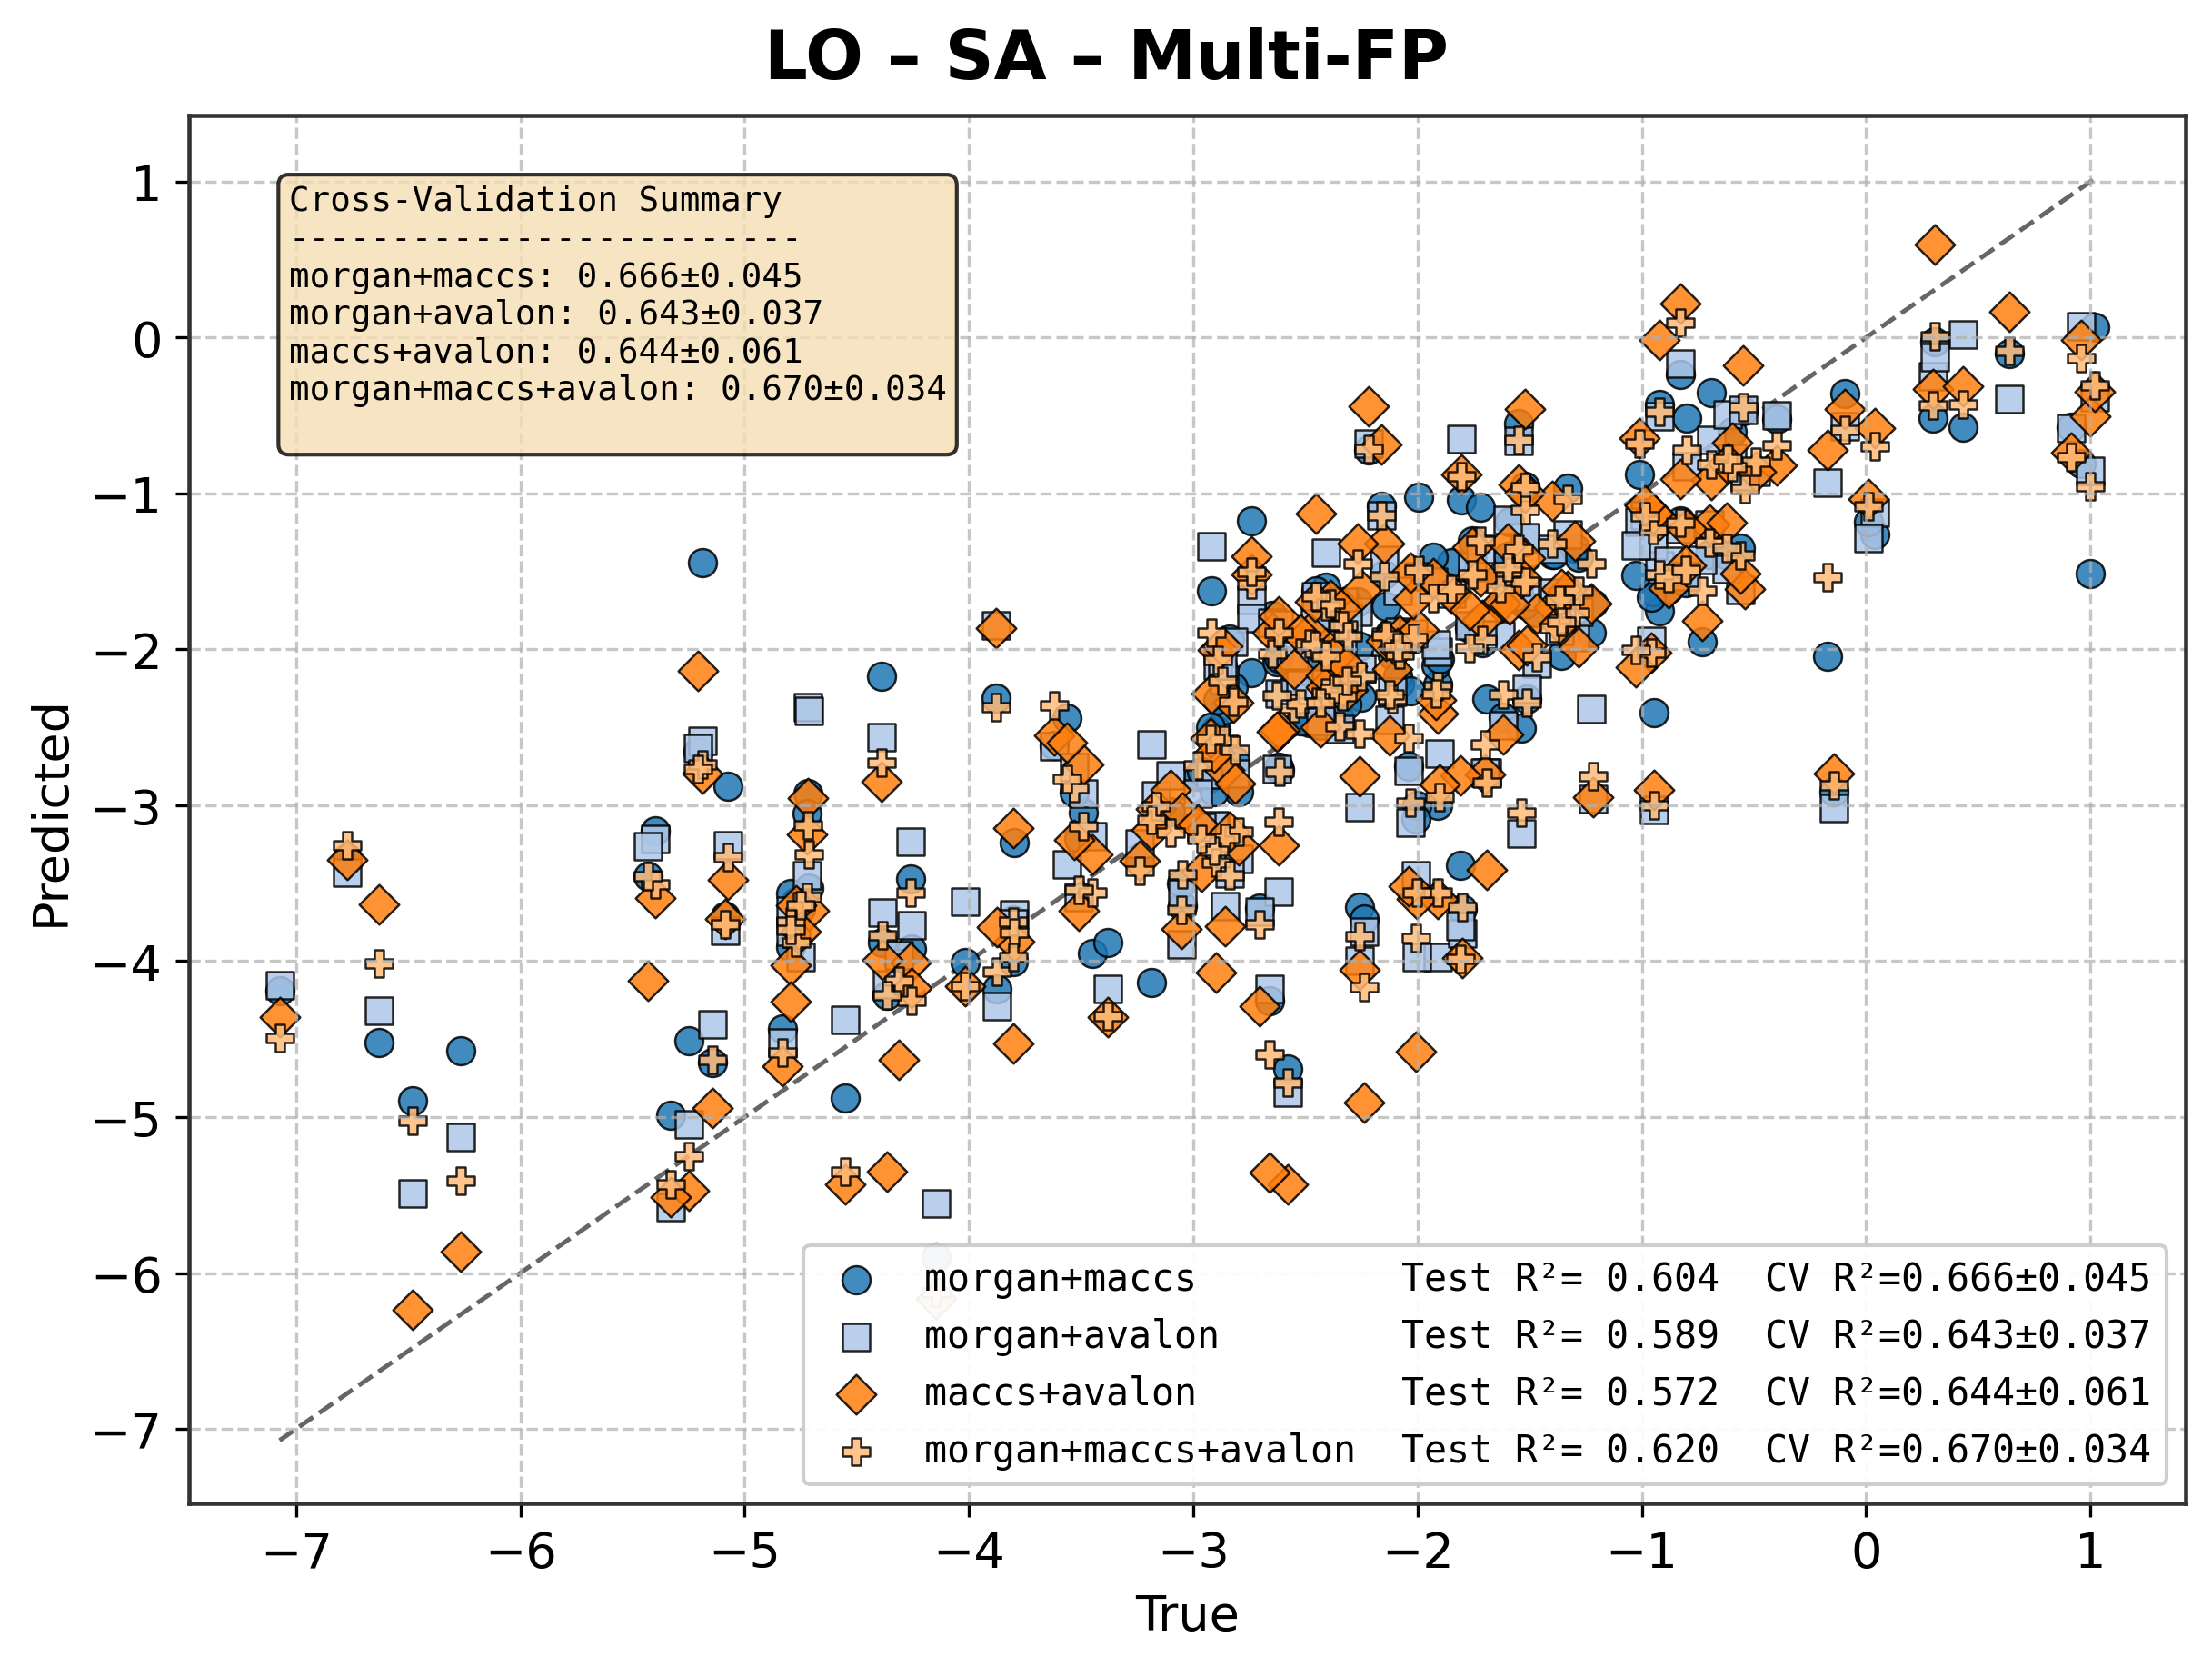 LO – SA – Multi-FP
Cross-Validation Summary
--------------------------
morgan+maccs: 0.666±0.045
morgan+avalon: 0.643±0.037
maccs+avalon: 0.644±0.061
morgan+maccs+avalon: 0.670±0.034
1
0
−1
−2
−3
−4
−5
−6
−7
Predicted
morgan+maccs Test R²= 0.604 CV R²=0.666±0.045
morgan+avalon Test R²= 0.589 CV R²=0.643±0.037
maccs+avalon Test R²= 0.572 CV R²=0.644±0.061
morgan+maccs+avalon Test R²= 0.620 CV R²=0.670±0.034
−7 −6 −5 −4 −3 −2 −1 0 1
True